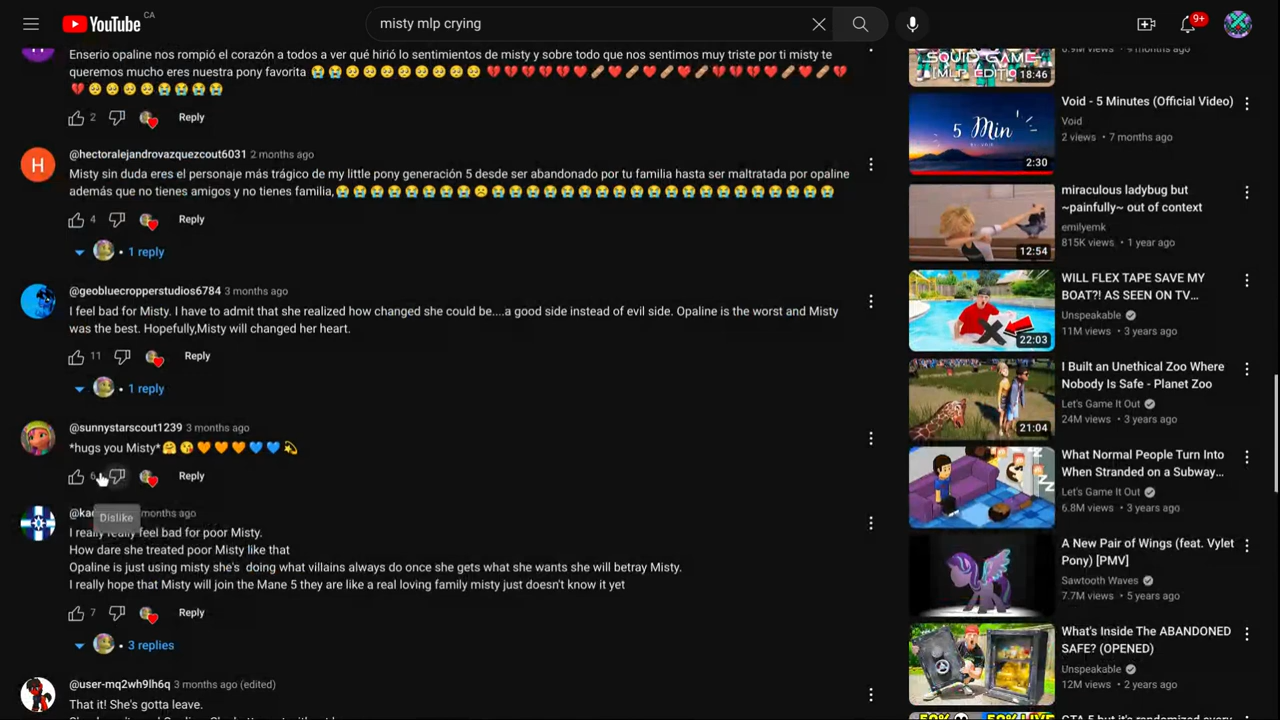 YouTube CA
misty mlp crying
9+
Enserio opaline nos rompió el corazón a todos a ver qué hirió lo sentimientos de misty y sobre todo que nos sentimos muy triste por ti misty te
queremos mucho eres nuestra pony favorita 😭😭🥺🥺🥺🥺🥺🥺🥺🥺 💔💔💔💔💔❤️🩹❤️🩹❤️🩹❤️🩹❤️🩹💔💔
💔🥺🥺🥺🥺😭😭😭😭
2 Reply
H
@hectoralejandrovazquezcout6031 2 months ago
Misty sin duda eres el personaje más trágico de my little pony generación 5 desde ser abandonado por tu familia hasta ser maltratada por opaline
además que no tienes amigos y no tienes familia,😭😭😭😭😭😭😭😭😢😭😭😭😭😭😭😭😭😭😭😭😭😭😭😭😭😭😭😭😭
4 Reply
• 1 reply
@geobluecropperstudios6784 3 months ago
I feel bad for Misty. I have to admit that she realized how changed she could be....a good side instead of evil side. Opaline is the worst and Misty
was the best. Hopefully,Misty will changed her heart.
11 Reply
• 1 reply
@sunnystarscout1239 3 months ago
*hugs you Misty*🤗😘🧡🧡🧡💙💙💫
6 Reply
Dislike
months ago
I really really feel bad for poor Misty.
How dare she treated poor Misty like that
Opaline is just using misty she's doing what villains always do once she gets what she wants she will betray Misty.
I really hope that Misty will join the Mane 5 they are like a real loving family misty just doesn't know it yet
7 Reply
• 3 replies
@user-mq2wh9lh6q 3 months ago (edited)
That it! She's gotta leave.
SQUID GAME
[MLP EDITION]
18:46
5 Min
2:30
Void - 5 Minutes (Official Video)
Void
2 views • 7 months ago
12:54
miraculous ladybug but
~painfully~ out of context
emilyemk
815K views • 1 year ago
22:03
WILL FLEX TAPE SAVE MY
BOAT?! AS SEEN ON TV...
Unspeakable
11M views • 3 years ago
21:04
I Built an Unethical Zoo Where
Nobody Is Safe - Planet Zoo
Let's Game It Out
24M views • 3 years ago
What Normal People Turn Into
When Stranded on a Subway...
Let's Game It Out
6.8M views • 3 years ago
A New Pair of Wings (feat. Vylet
Pony) [PMV]
Sawtooth Waves
7.7M views • 5 years ago
What's Inside The ABANDONED
SAFE? (OPENED)
Unspeakable
12M views • 2 years ago